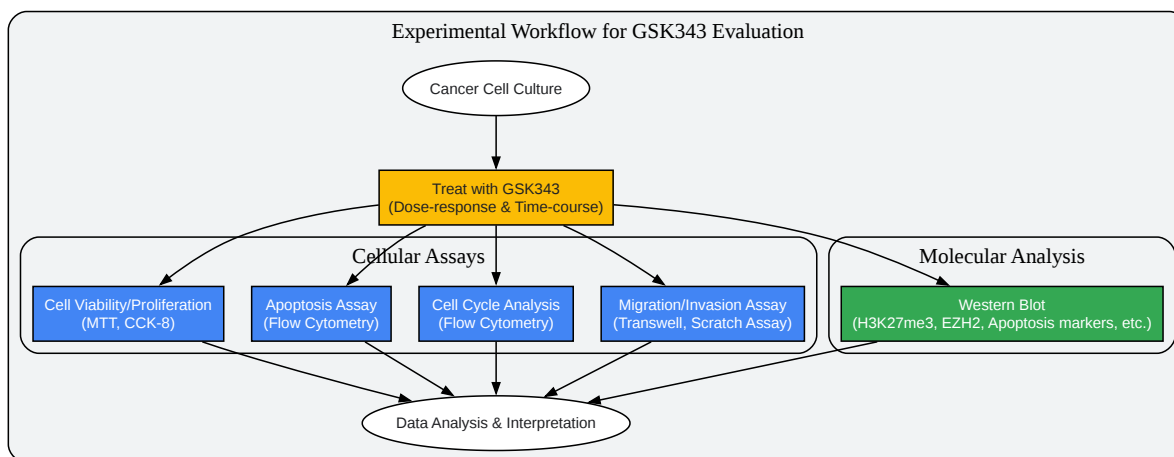 Experimental Workflow for GSK343 Evaluation
Cancer Cell Culture
Treat with GSK343
(Dose-response & Time-course)
Cellular Assays
Molecular Analysis
Cell Viability/Proliferation
(MTT, CCK-8)
Apoptosis Assay
(Flow Cytometry)
Cell Cycle Analysis
(Flow Cytometry)
Migration/Invasion Assay
(Transwell, Scratch Assay)
Western Blot
(H3K27me3, EZH2, Apoptosis markers, etc.)
Data Analysis & Interpretation